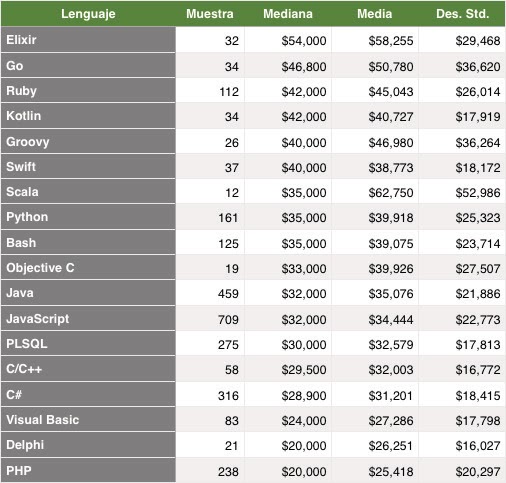 Lenguaje Muestra Mediana Media Des. Std.
Elixir 32 $54,000 $58,255 $29,468
Go 34 $46,800 $50,780 $36,620
Ruby 112 $42,000 $45,043 $26,014
Kotlin 34 $42,000 $40,727 $17,919
Groovy 26 $40,000 $46,980 $36,264
Swift 37 $40,000 $38,773 $18,172
Scala 12 $35,000 $62,750 $52,986
Python 161 $35,000 $39,918 $25,323
Bash 125 $35,000 $39,075 $23,714
Objective C 19 $33,000 $39,926 $27,507
Java 459 $32,000 $35,076 $21,886
JavaScript 709 $32,000 $34,444 $22,773
PLSQL 275 $30,000 $32,579 $17,813
C/C++ 58 $29,500 $32,003 $16,772
C# 316 $28,900 $31,201 $18,415
Visual Basic 83 $24,000 $27,286 $17,798
Delphi 21 $20,000 $26,251 $16,027
PHP 238 $20,000 $25,418 $20,297